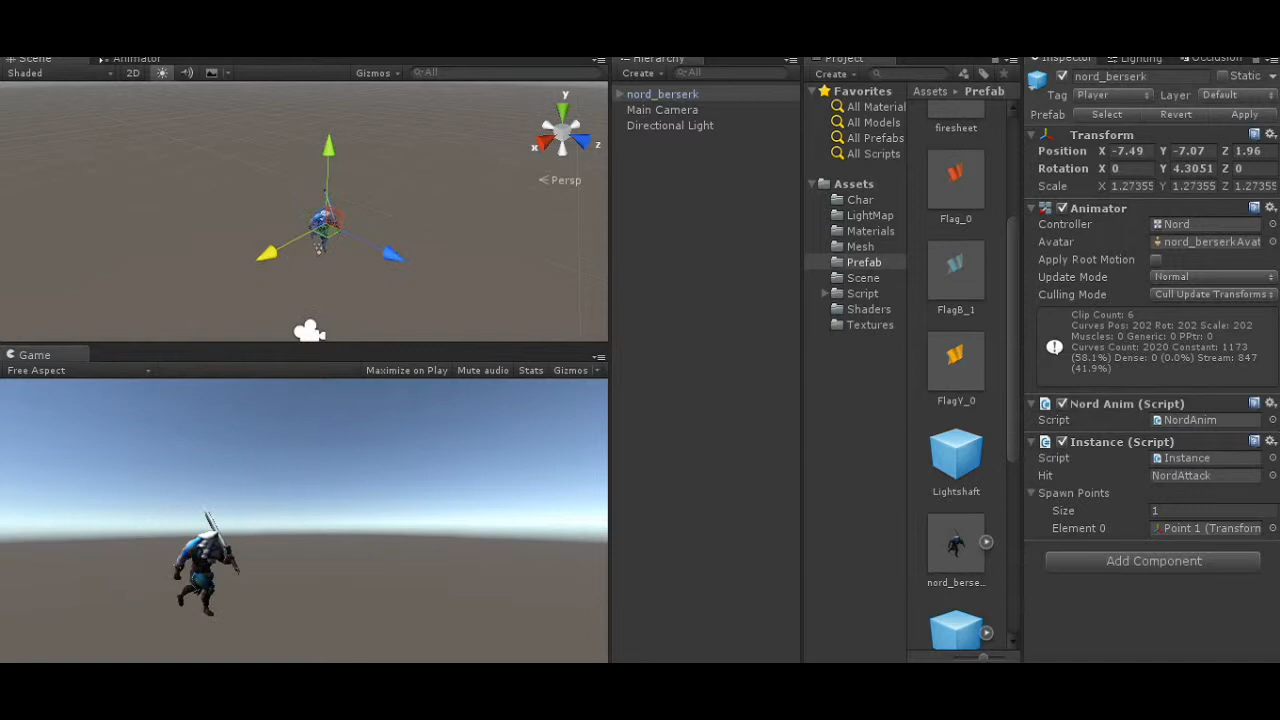 Scene
Animator
Shaded
2D
Gizmos
All
y
x
z
Persp
Game
Free Aspect
Maximize on Play
Mute audio
Stats
Gizmos
Hierarchy
Create
All
nord_berserk
Main Camera
Directional Light
Project
Create
Favorites
All Material
All Models
All Prefabs
All Scripts
Assets
Char
LightMap
Materials
Mesh
Prefab
Scene
Script
Shaders
Textures
Assets
Prefab
firesheet
Flag_0
FlagB_1
FlagY_0
Lightshaft
nord_berse...
Inspector
Lighting
Occlusion
nord_berserk
Static
Tag Player Layer Default
Prefab Select Revert Apply
Transform
Position X -7.49 Y -7.07 Z 1.96
Rotation X 0 Y 4.3051 Z 0
Scale X 1.27355 Y 1.27355 Z 1.27355
Animator
Controller Nord
Avatar nord_berserkAvat
Apply Root Motion
Update Mode Normal
Culling Mode Cull Update Transforms
Clip Count: 6
Curves Pos: 202 Rot: 202 Scale: 202
Muscles: 0 Generic: 0 PPtr: 0
Curves Count: 2020 Constant: 1173
(58.1%) Dense: 0 (0.0%) Stream: 847
(41.9%)
Nord Anim (Script)
Script NordAnim
Instance (Script)
Script Instance
Hit NordAttack
Spawn Points
Size 1
Element 0 Point 1 (Transform
Add Component